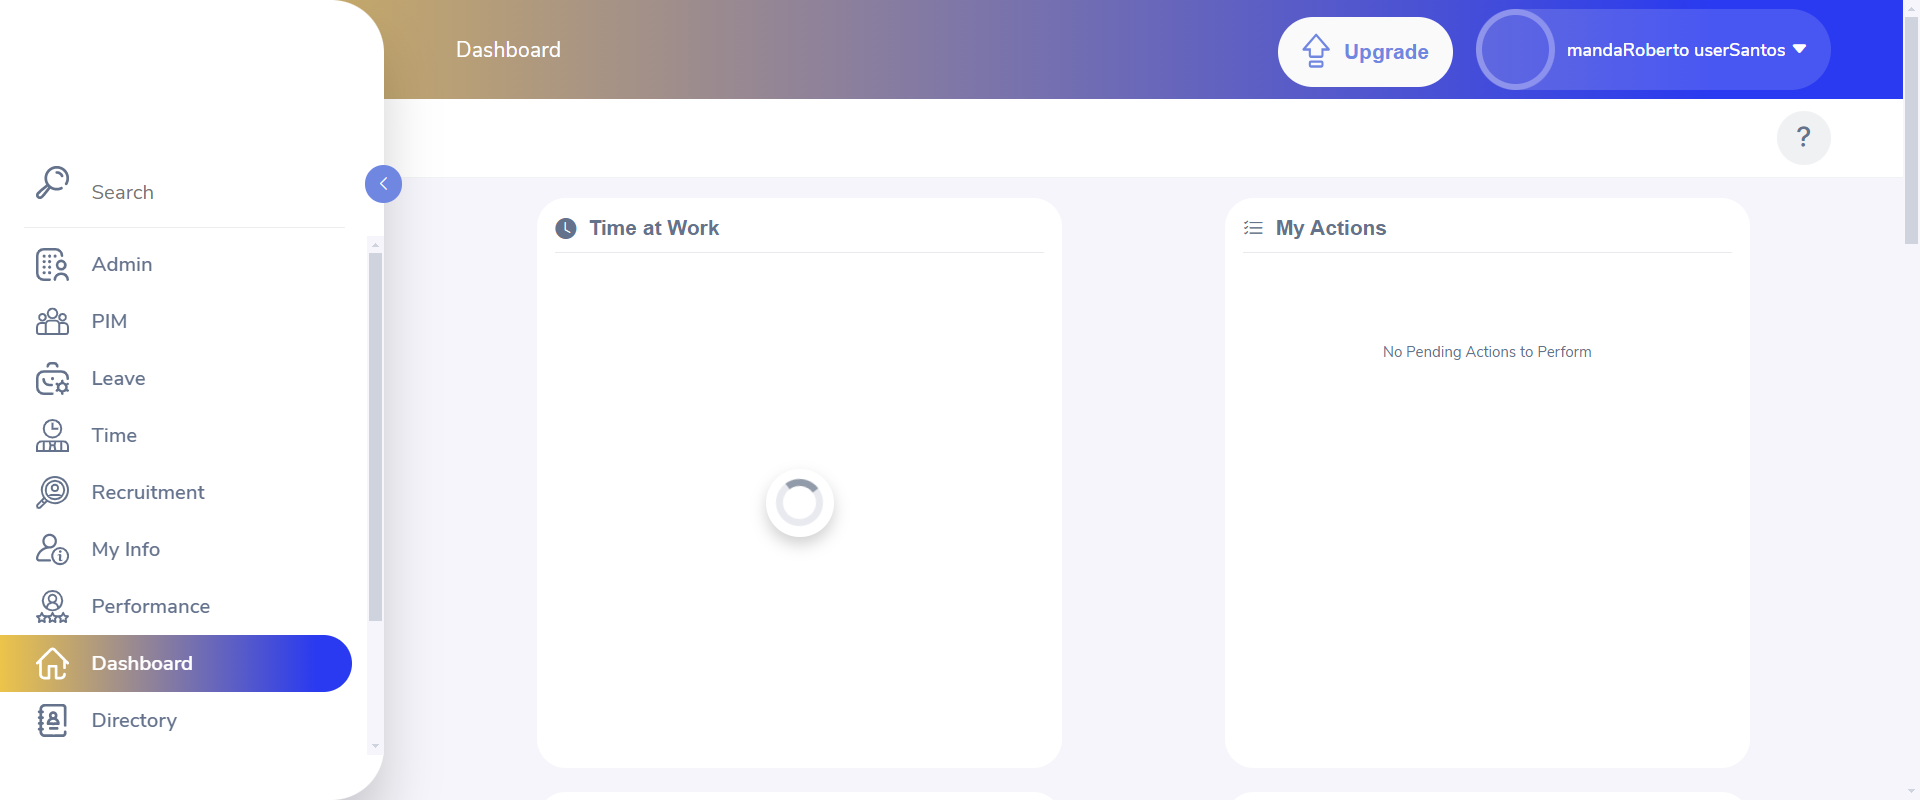 Dashboard
Upgrade
mandaRoberto userSantos
?
Search
Admin
PIM
Leave
Time
Recruitment
My Info
Performance
Dashboard
Directory
Time at Work
My Actions
No Pending Actions to Perform